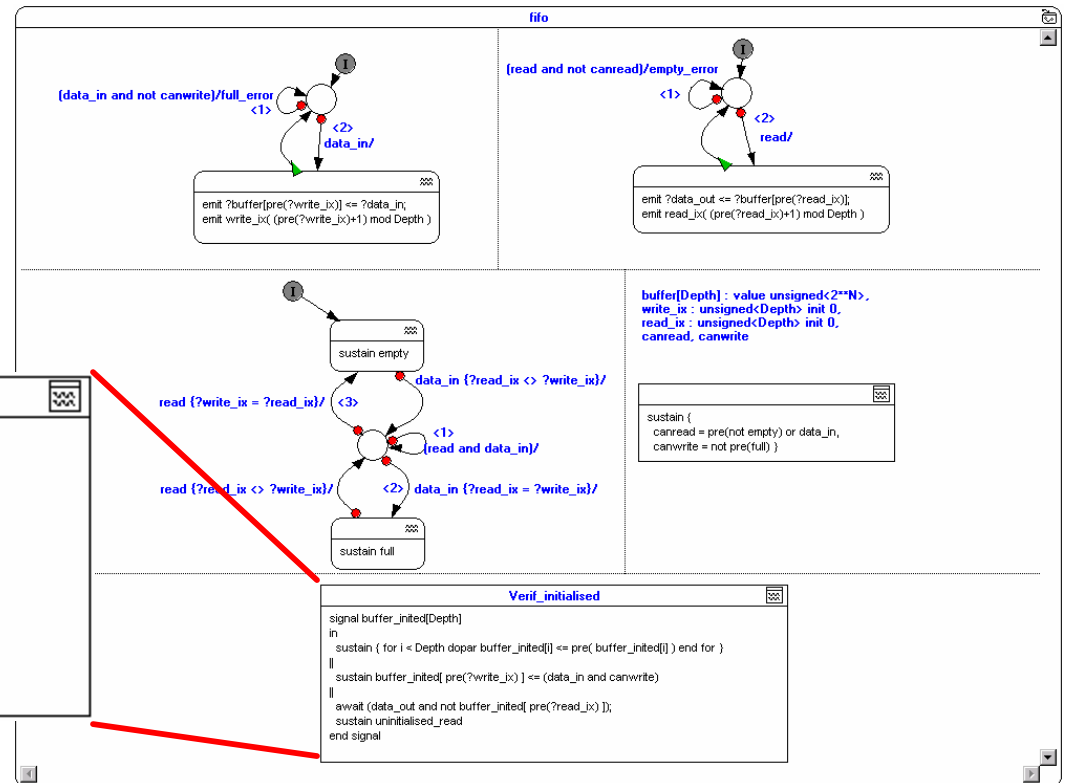 fifo
I
(data_in and not canwrite)/full_error
<1>
<2>
data_in/
emit ?buffer[pre(?write_ix)] <= ?data_in;
emit write_ix( (pre(?write_ix)+1) mod Depth )
I
(read and not canread)/empty_error
<1>
<2>
read/
emit ?data_out <= ?buffer[pre(?read_ix)];
emit read_ix( (pre(?read_ix)+1) mod Depth )
I
sustain empty
data_in {?read_ix <> ?write_ix}/
read {?write_ix = ?read_ix}/
<3>
<1>
(read and data_in)/
read {?read_ix <> ?write_ix}/
<2>
data_in {?read_ix = ?write_ix}/
sustain full
buffer[Depth] : value unsigned<2**N>,
write_ix : unsigned<Depth> init 0,
read_ix : unsigned<Depth> init 0,
canread, canwrite
sustain {
canread = pre(not empty) or data_in,
canwrite = not pre(full) }
Verif_initialised
signal buffer_inited[Depth]
in
sustain { for i < Depth dopar buffer_inited[i] <= pre( buffer_inited[i] ) end for }
||
sustain buffer_inited[ pre(?write_ix) ] <= (data_in and canwrite)
||
await (data_out and not buffer_inited[ pre(?read_ix) ]);
sustain uninitialised_read
end signal